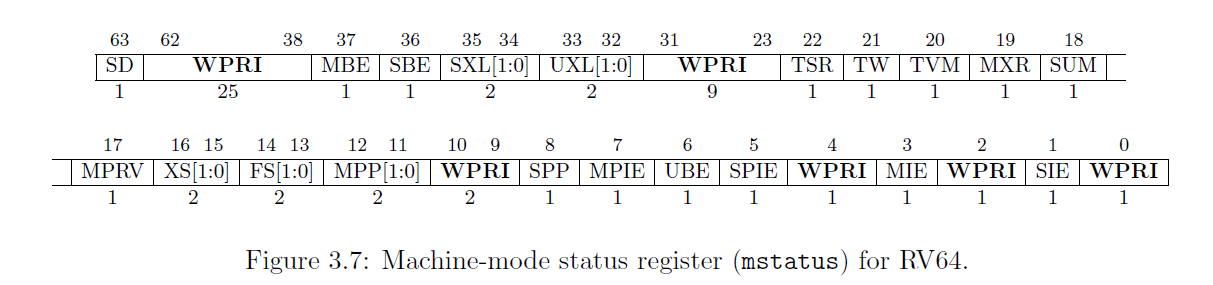 63 62 38 37 36 35 34 33 32 31 23 22 21 20 19 18
SD WPRI MBE SBE SXL[1:0] UXL[1:0] WPRI TSR TW TVM MXR SUM
1 25 1 1 2 2 9 1 1 1 1 1
17 16 15 14 13 12 11 10 9 8 7 6 5 4 3 2 1 0
MPRV XS[1:0] FS[1:0] MPP[1:0] WPRI SPP MPIE UBE SPIE WPRI MIE WPRI SIE WPRI
1 2 2 2 2 1 1 1 1 1 1 1 1 1
Figure 3.7: Machine-mode status register (mstatus) for RV64.